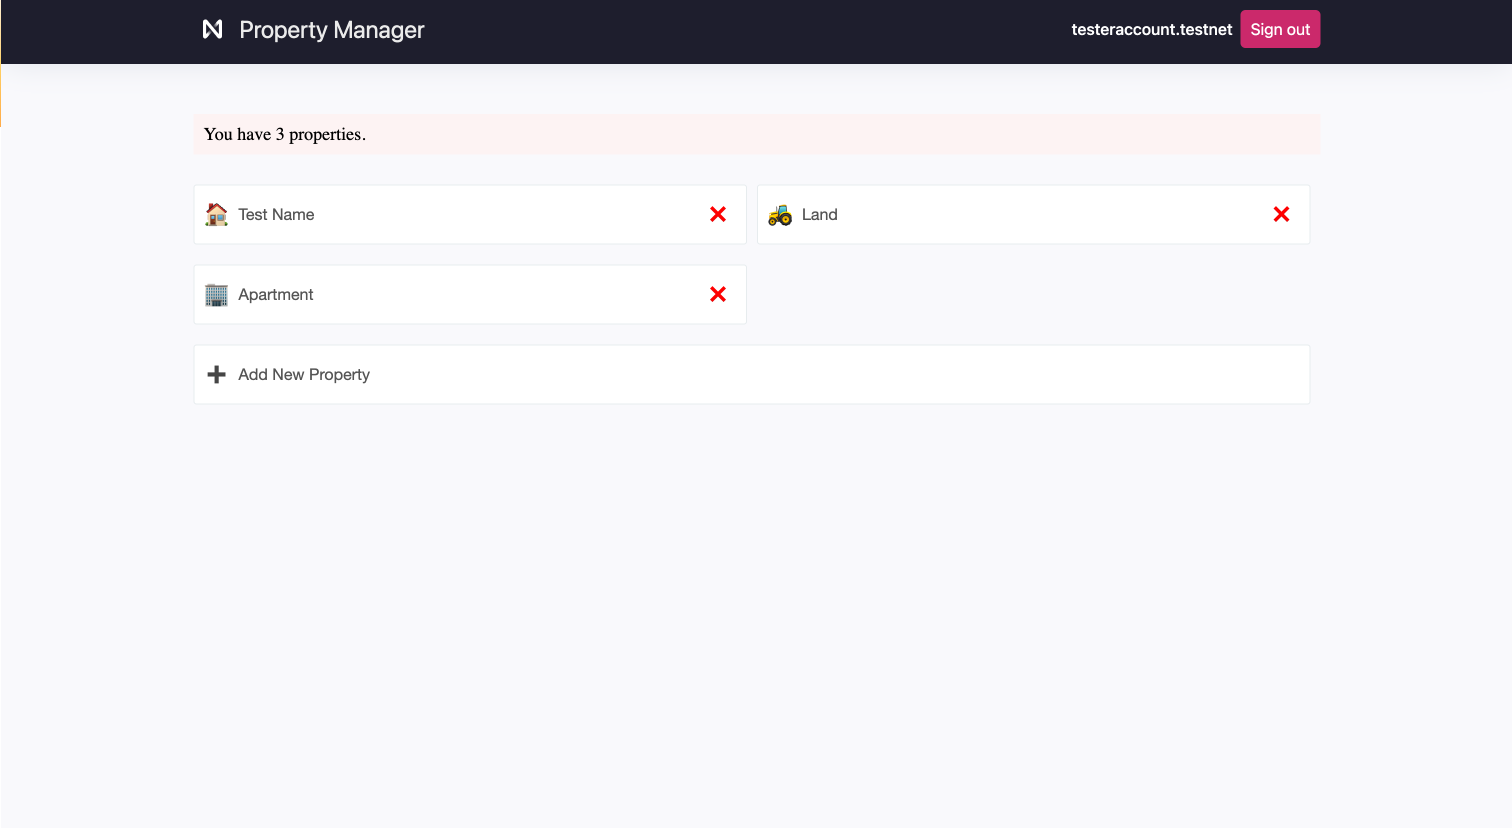 Property Manager
testeraccount.testnet Sign out
You have 3 properties.
Test Name
Land
Apartment
Add New Property